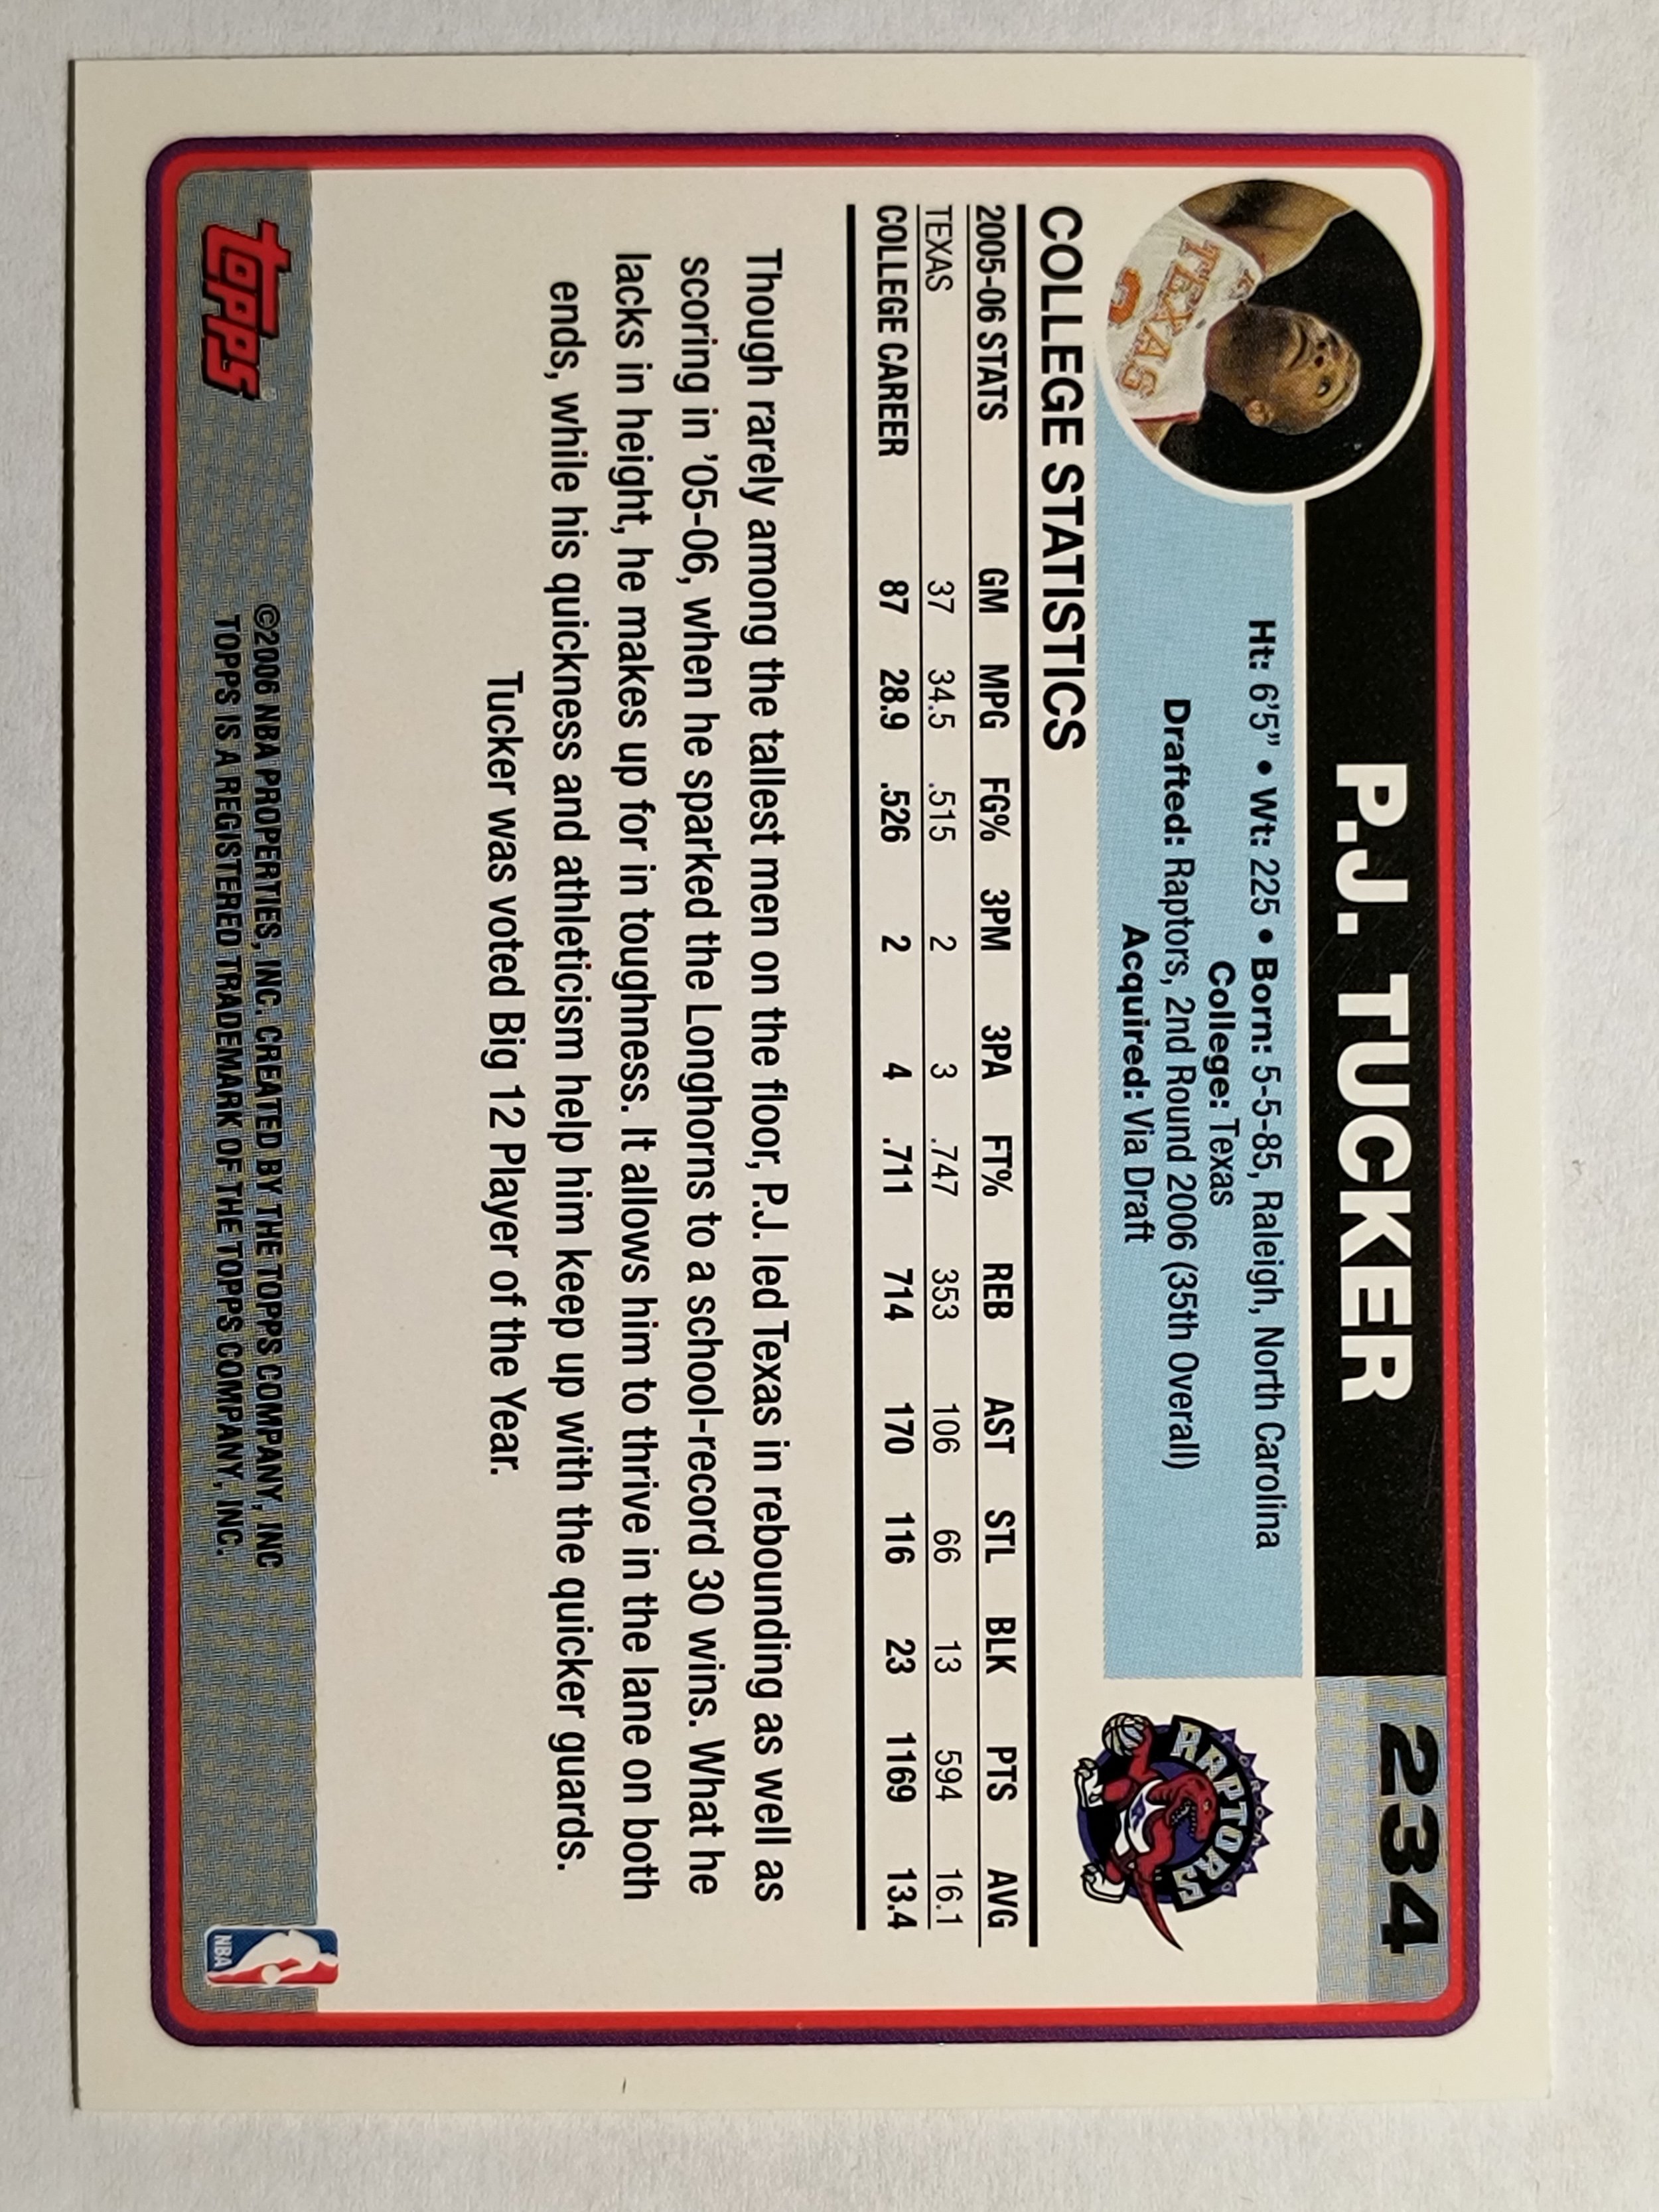 P.J. TUCKER
234
Ht: 6'5" • Wt: 225 • Born: 5-5-85, Raleigh, North Carolina
College: Texas
Drafted: Raptors, 2nd Round 2006 (35th Overall)
Acquired: Via Draft
TEXAS
RAPTORS
COLLEGE STATISTICS
2005-06 STATS GM MPG FG% 3PM 3PA FT% REB AST STL BLK PTS AVG
TEXAS 37 34.5 .515 2 3 .747 353 106 66 13 594 16.1
COLLEGE CAREER 87 28.9 .526 2 4 .711 714 170 116 23 1169 13.4
Though rarely among the tallest men on the floor, P.J. led Texas in rebounding as well as
scoring in '05-06, when he sparked the Longhorns to a school-record 30 wins. What he
lacks in height, he makes up for in toughness. It allows him to thrive in the lane on both
ends, while his quickness and athleticism help him keep up with the quicker guards.
Tucker was voted Big 12 Player of the Year.
topps
©2006 NBA PROPERTIES, INC. CREATED BY THE TOPPS COMPANY, INC
TOPPS IS A REGISTERED TRADEMARK OF THE TOPPS COMPANY, INC.
NBA